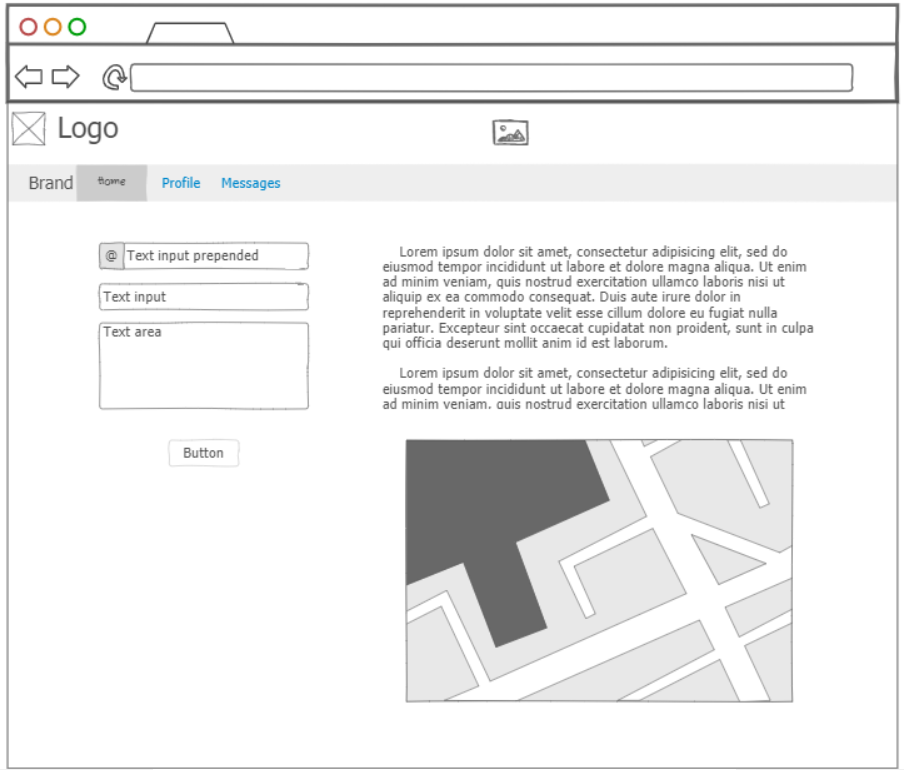 Logo
Brand Home Profile Messages
@ Text input prepended
Text input
Text area
Button
Lorem ipsum dolor sit amet, consectetur adipisicing elit, sed do
eiusmod tempor incididunt ut labore et dolore magna aliqua. Ut enim
ad minim veniam, quis nostrud exercitation ullamco laboris nisi ut
aliquip ex ea commodo consequat. Duis aute irure dolor in
reprehenderit in voluptate velit esse cillum dolore eu fugiat nulla
pariatur. Excepteur sint occaecat cupidatat non proident, sunt in culpa
qui officia deserunt mollit anim id est laborum.
Lorem ipsum dolor sit amet, consectetur adipisicing elit, sed do
eiusmod tempor incididunt ut labore et dolore magna aliqua. Ut enim
ad minim veniam, quis nostrud exercitation ullamco laboris nisi ut